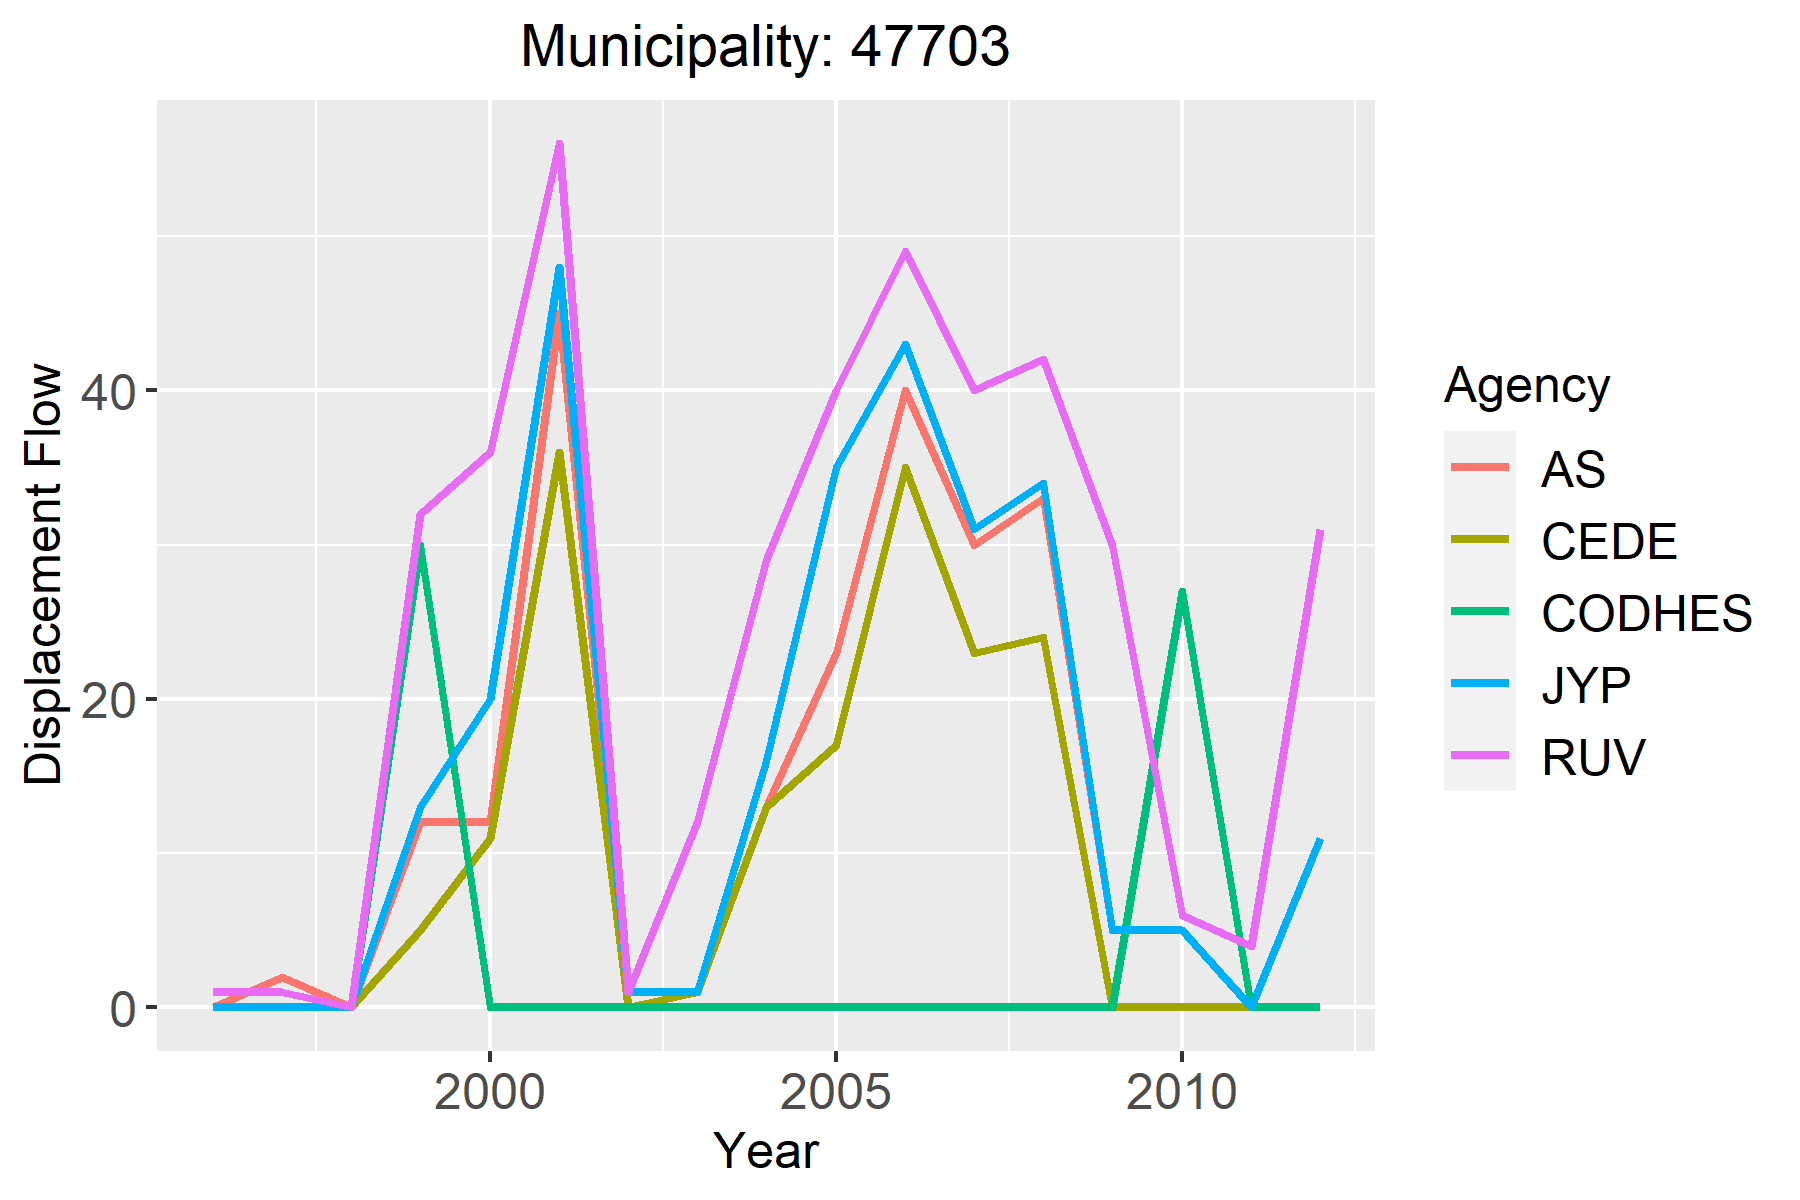 Municipality: 47703
Displacement Flow
40
20
0
2000 2005 2010
Year
Agency
AS
CEDE
CODHES
JYP
RUV